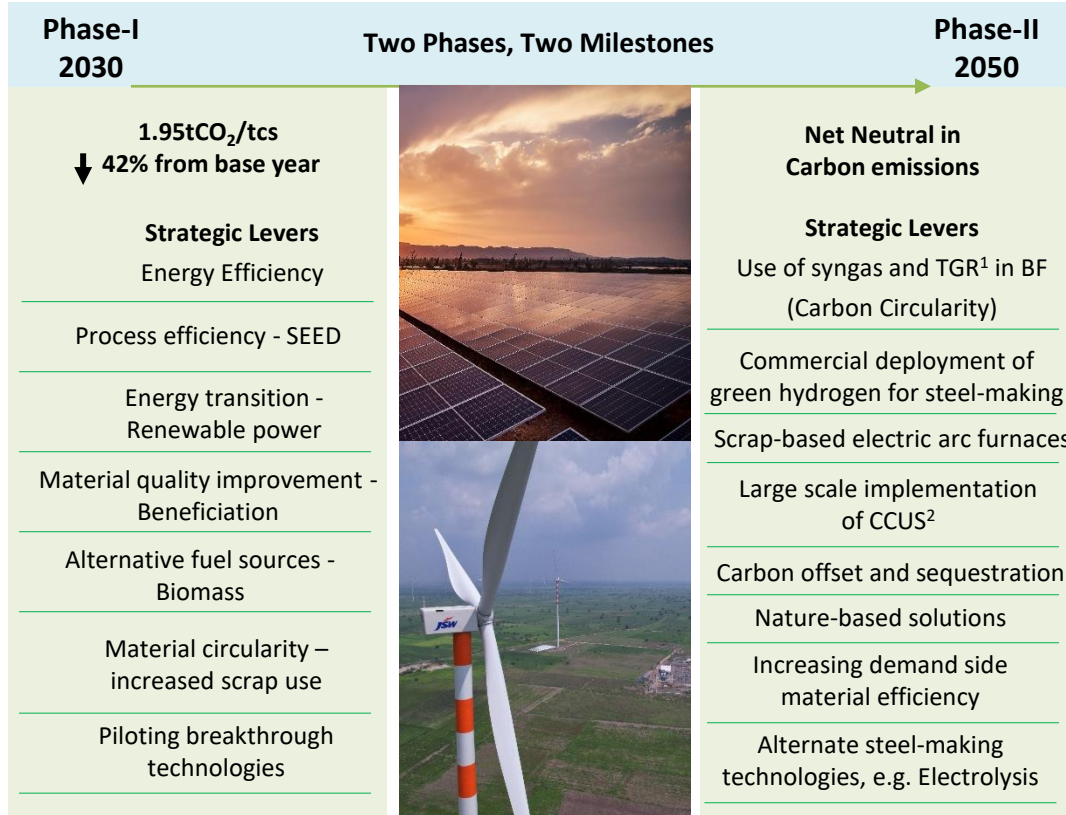 Phase-I
2030
Two Phases, Two Milestones
Phase-II
2050
1.95tCO₂/tcs
42% from base year
Strategic Levers
Energy Efficiency
Process efficiency - SEED
Energy transition -
Renewable power
Material quality improvement -
Beneficiation
Alternative fuel sources -
Biomass
Material circularity –
increased scrap use
Piloting breakthrough
technologies
JSW
Net Neutral in
Carbon emissions
Strategic Levers
Use of syngas and TGR¹ in BF
(Carbon Circularity)
Commercial deployment of
green hydrogen for steel-making
Scrap-based electric arc furnaces
Large scale implementation
of CCUS²
Carbon offset and sequestration
Nature-based solutions
Increasing demand side
material efficiency
Alternate steel-making
technologies, e.g. Electrolysis